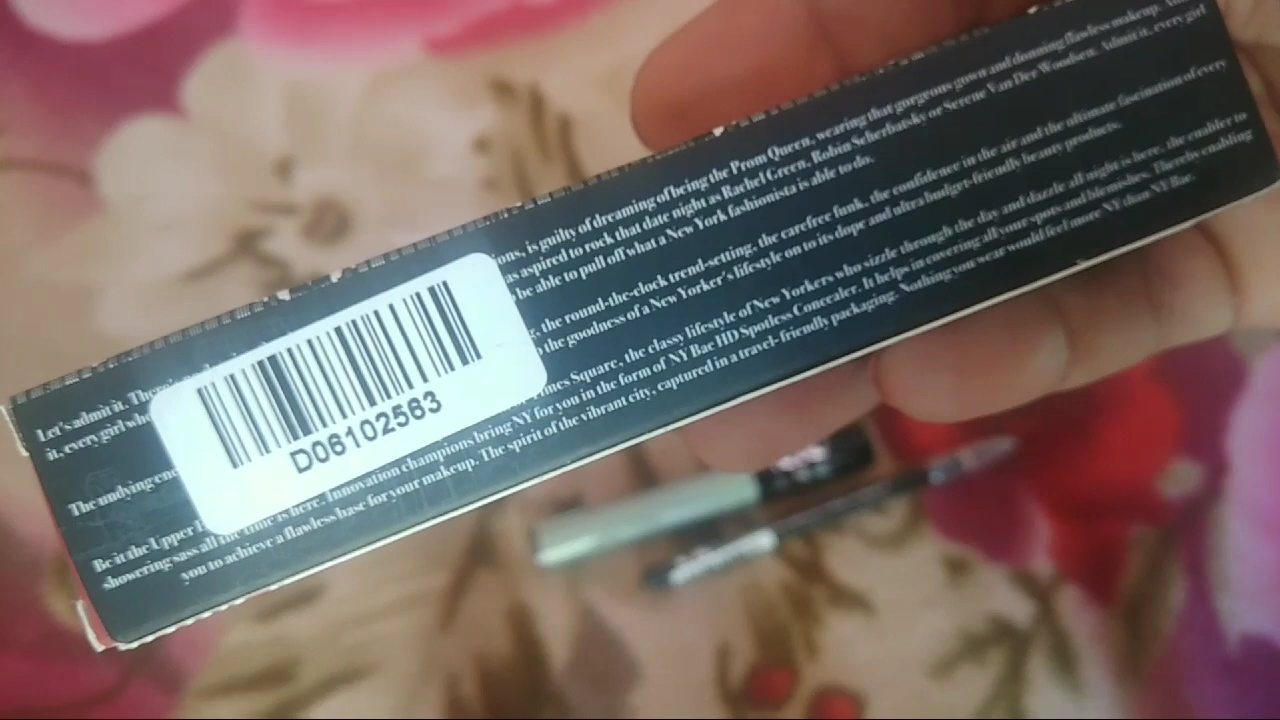 Let's admit it. There's ions, is guilty of dreaming of being the Prom Queen, wearing that gorgeous gown and donning flawless makeup.
it, every girl as aspired to rock that date night as Rachel Green, Robin Scherbatsky or Serene Van Der Woodsen. Admit it, every girl
be able to pull off what a New York fashionista is able to do.
The undying the round-the-clock trend-setting, the carefree funk, the confidence in the air and the ultimate fascination of every
the goodness of a New Yorker's lifestyle on to its dope and ultra budget-friendly beauty products.
Be it the Upper mes Square, the classy lifestyle of New Yorkers who sizzle through the day and dazzle all night is here, the enabler to
showering sass all the time is here. Innovation champions bring NY for you in the form of NY Bae HD Spotless Concealer. It helps in covering all your spots and blemishes. Thereby enabling
you to achieve a flawless base for your makeup. The spirit of the vibrant city, captured in a travel-friendly packaging. Nothing you wear would feel more NY than NY Bae
D06102563